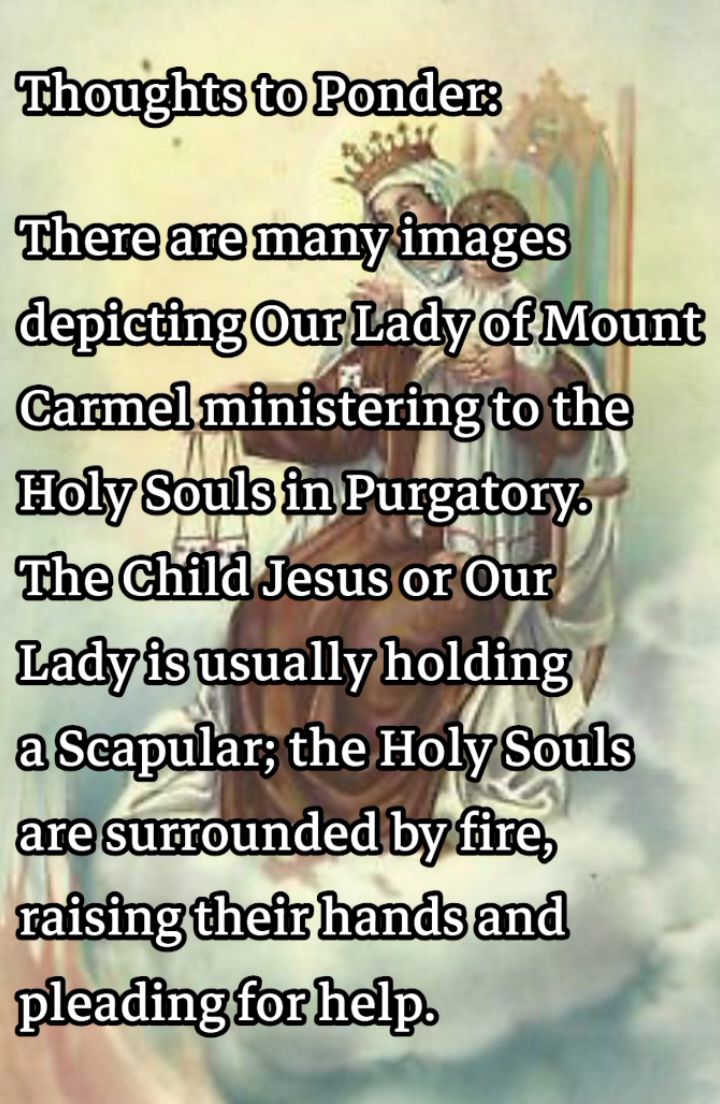 Thoughts to Ponder:
There are many images
depicting Our Lady of Mount
Carmel ministering to the
Holy Souls in Purgatory.
The Child Jesus or Our
Lady is usually holding
a Scapular; the Holy Souls
are surrounded by fire,
raising their hands and
pleading for help.